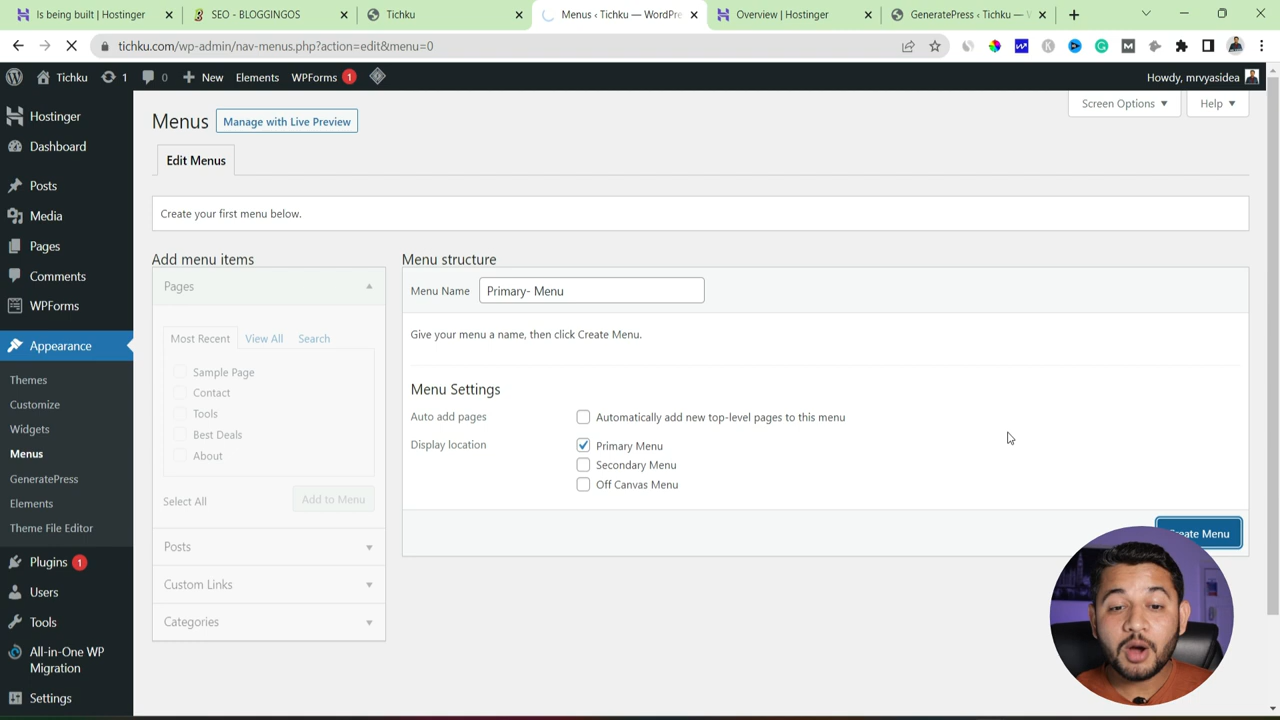 Is being built | Hostinger
SEO - BLOGGINGOS
Tichku
Menus ‹ Tichku — WordPre
Overview | Hostinger
GeneratePress ‹ Tichku — W
tichku.com/wp-admin/nav-menus.php?action=edit&menu=0
Tichku
1
0
New
Elements
WPForms
1
Howdy, mrvyasidea
Hostinger
Dashboard
Posts
Media
Pages
Comments
WPForms
Appearance
Themes
Customize
Widgets
Menus
GeneratePress
Elements
Theme File Editor
Plugins 1
Users
Tools
All-in-One WP
Migration
Settings
Screen Options ▼
Help ▼
Menus
Manage with Live Preview
Edit Menus
Create your first menu below.
Add menu items
Pages
Most Recent
View All
Search
Sample Page
Contact
Tools
Best Deals
About
Select All
Add to Menu
Posts
Custom Links
Categories
Menu structure
Menu Name
Primary- Menu
Give your menu a name, then click Create Menu.
Menu Settings
Auto add pages
Automatically add new top-level pages to this menu
Display location
Primary Menu
Secondary Menu
Off Canvas Menu
Create Menu